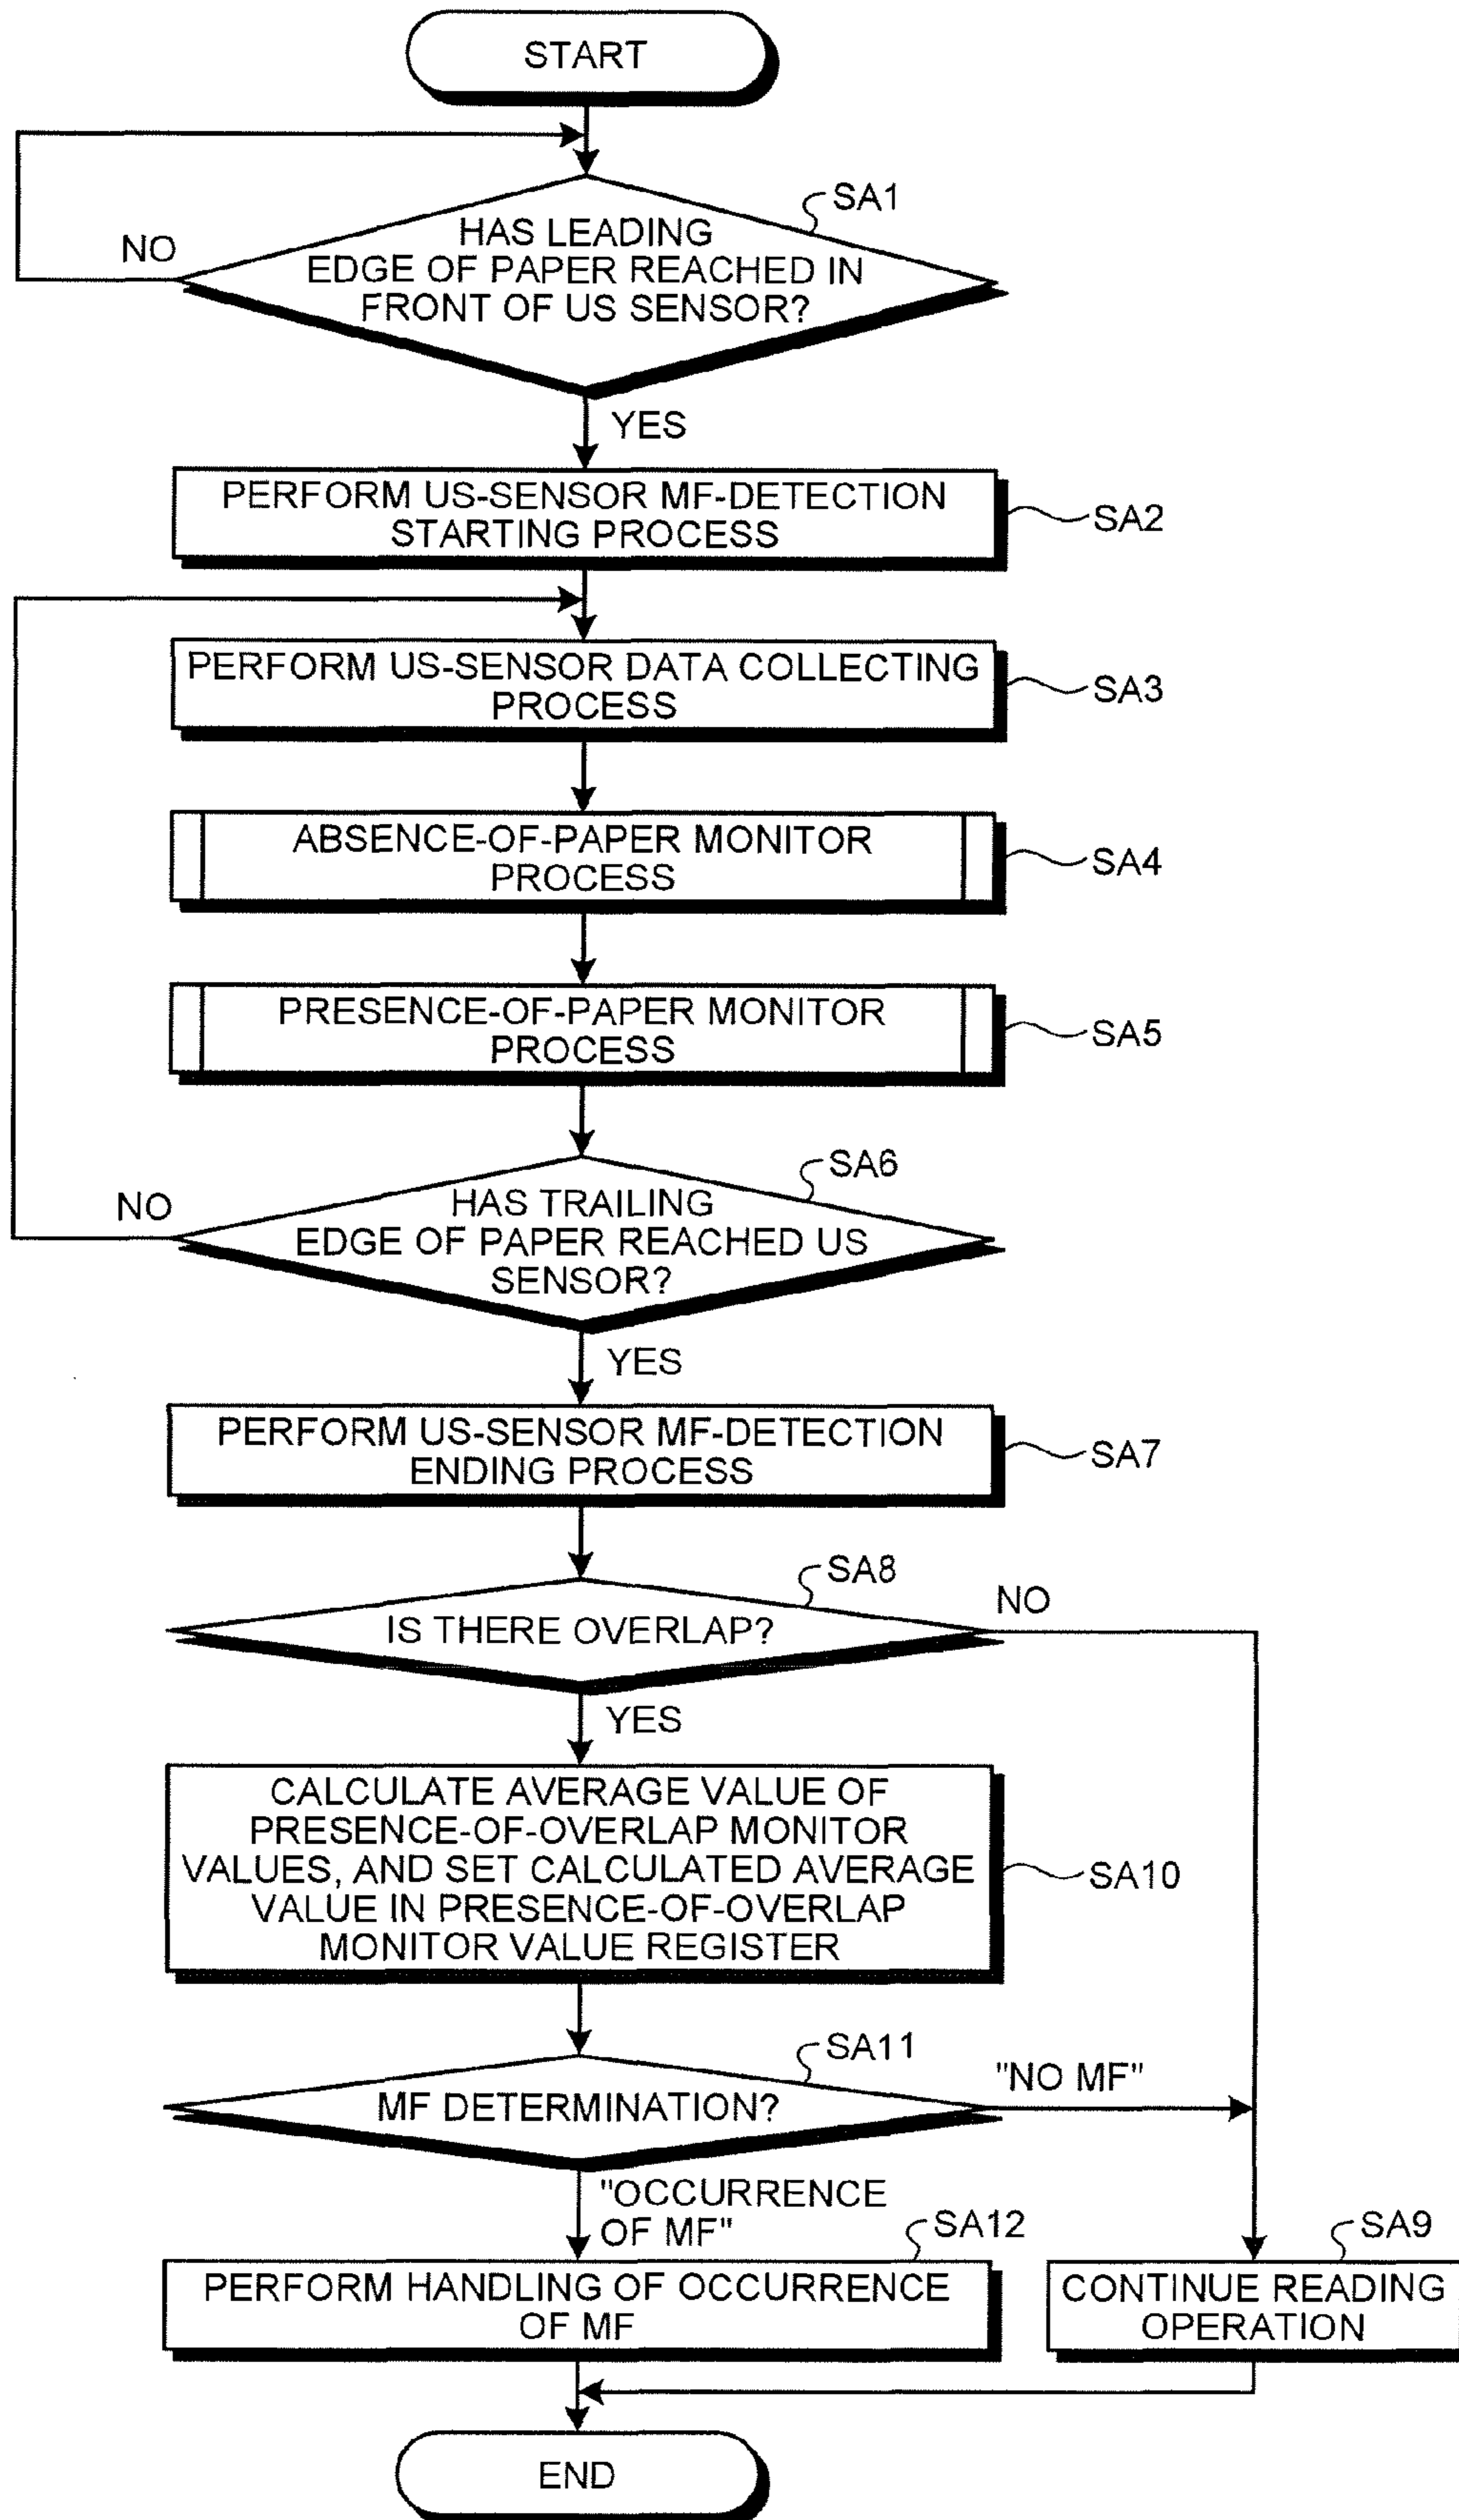 START
SA1
NO
HAS LEADING
EDGE OF PAPER REACHED IN
FRONT OF US SENSOR?
YES
PERFORM US-SENSOR MF-DETECTION
STARTING PROCESS
SA2
PERFORM US-SENSOR DATA COLLECTING
PROCESS
SA3
ABSENCE-OF-PAPER MONITOR
PROCESS
SA4
PRESENCE-OF-PAPER MONITOR
PROCESS
SA5
SA6
NO
HAS TRAILING
EDGE OF PAPER REACHED US
SENSOR?
YES
PERFORM US-SENSOR MF-DETECTION
ENDING PROCESS
SA7
SA8
NO
IS THERE OVERLAP?
YES
CALCULATE AVERAGE VALUE OF
PRESENCE-OF-OVERLAP MONITOR
VALUES, AND SET CALCULATED AVERAGE
VALUE IN PRESENCE-OF-OVERLAP
MONITOR VALUE REGISTER
SA10
SA11
"NO MF"
MF DETERMINATION?
"OCCURRENCE
OF MF"
SA12
SA9
PERFORM HANDLING OF OCCURRENCE
OF MF
CONTINUE READING
OPERATION
END